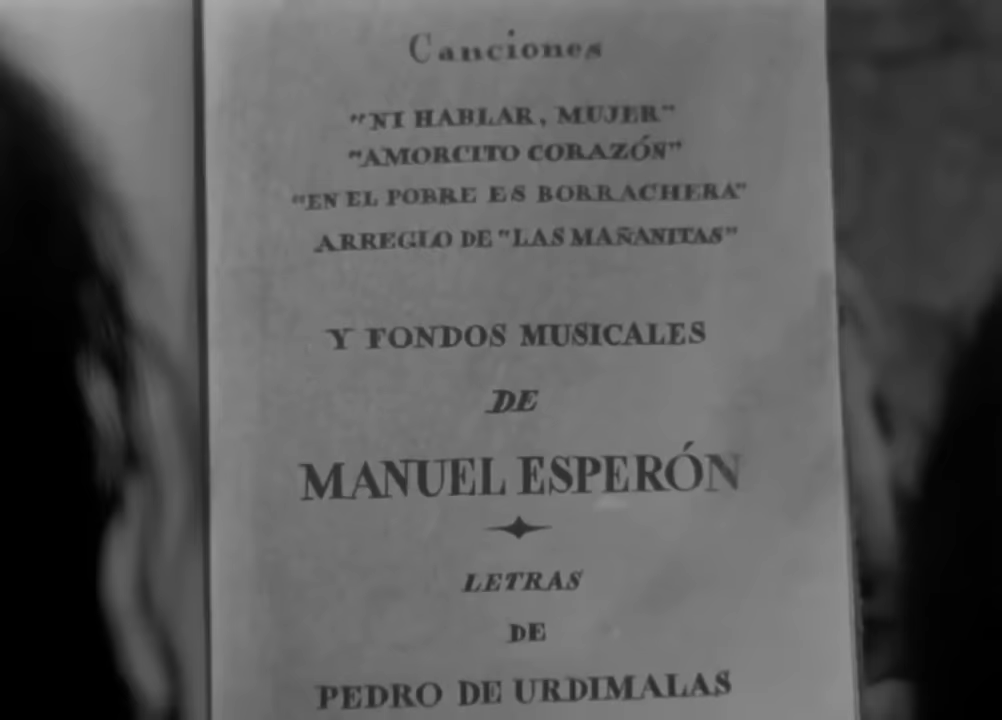 Canciones
"NI HABLAR, MUJER"
"AMORCITO CORAZÓN"
"EN EL POBRE ES BORRACHERA"
ARREGLO DE "LAS MAÑANITAS"
Y FONDOS MUSICALES
DE
MANUEL ESPERÓN
LETRAS
DE
PEDRO DE URDIMALAS